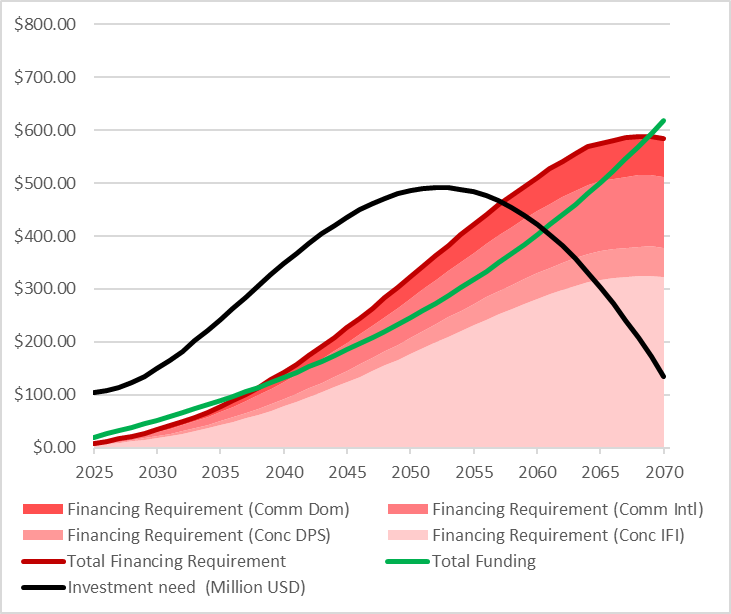 $800.00
$700.00
$600.00
$500.00
$400.00
$300.00
$200.00
$100.00
$0.00
2025 2030 2035 2040 2045 2050 2055 2060 2065 2070
Financing Requirement (Comm Dom) Financing Requirement (Comm Intl)
Financing Requirement (Conc DPS) Financing Requirement (Conc IFI)
Total Financing Requirement Total Funding
Investment need (Million USD)